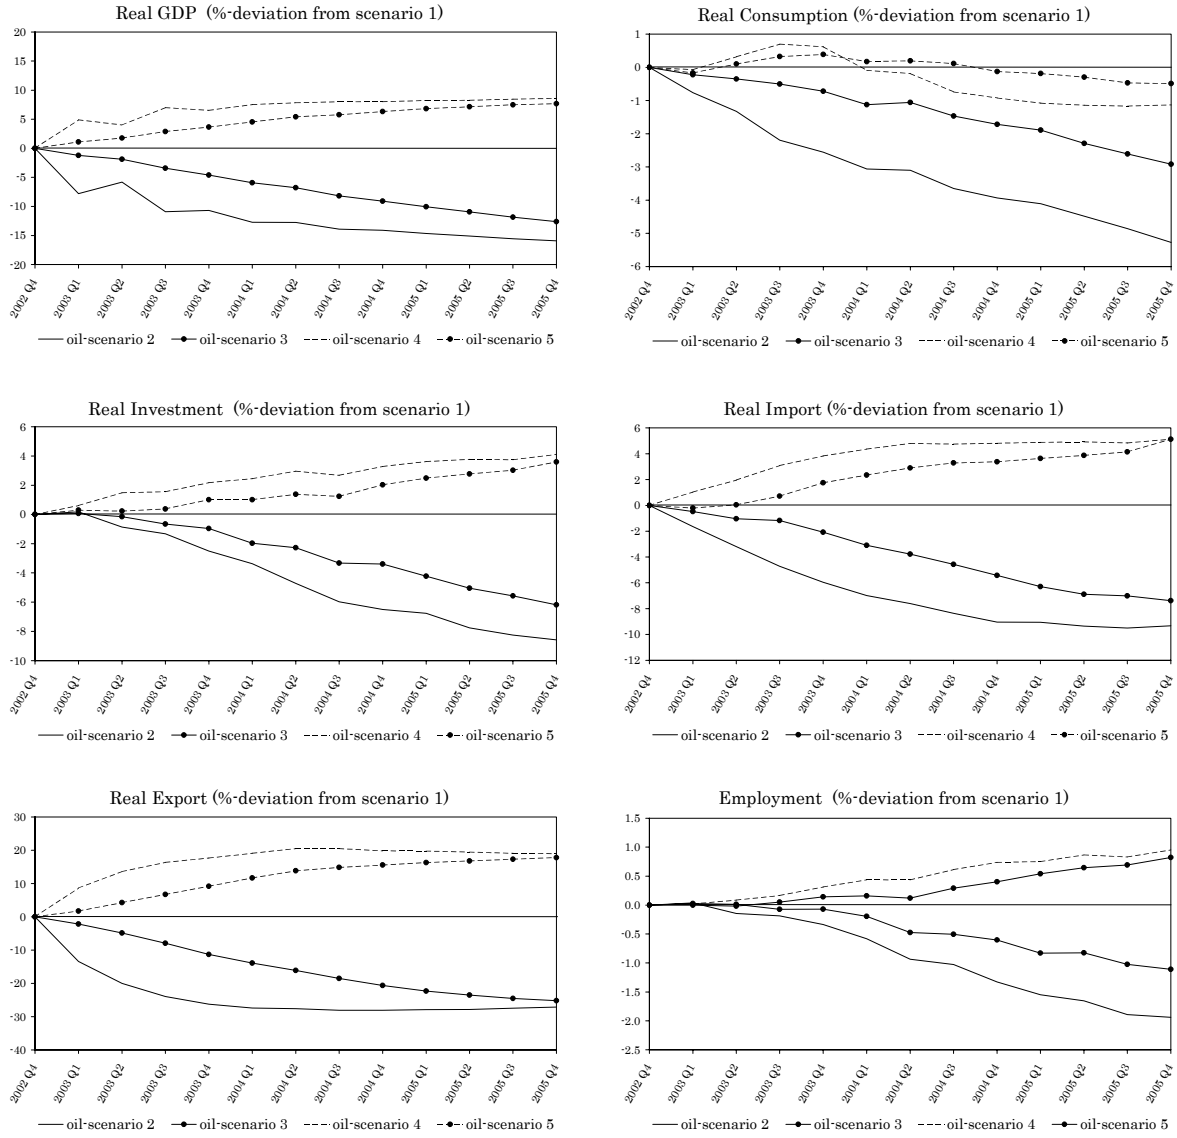 Real GDP (%-deviation from scenario 1)
20
15
10
5
0
-5
-10
-15
-20
2002 Q4
2003 Q1
2003 Q2
2003 Q3
2003 Q4
2004 Q1
2004 Q2
2004 Q3
2004 Q4
2005 Q1
2005 Q2
2005 Q3
2005 Q4
oil-scenario 2 oil-scenario 3 oil-scenario 4 oil-scenario 5
Real Consumption (%-deviation from scenario 1)
1
0
-1
-2
-3
-4
-5
-6
2002 Q4
2003 Q1
2003 Q2
2003 Q3
2003 Q4
2004 Q1
2004 Q2
2004 Q3
2004 Q4
2005 Q1
2005 Q2
2005 Q3
2005 Q4
oil-scenario 2 oil-scenario 3 oil-scenario 4 oil-scenario 5
Real Investment (%-deviation from scenario 1)
6
4
2
0
-2
-4
-6
-8
-10
2002 Q4
2003 Q1
2003 Q2
2003 Q3
2003 Q4
2004 Q1
2004 Q2
2004 Q3
2004 Q4
2005 Q1
2005 Q2
2005 Q3
2005 Q4
oil-scenario 2 oil-scenario 3 oil-scenario 4 oil-scenario 5
Real Import (%-deviation from scenario 1)
6
4
2
0
-2
-4
-6
-8
-10
-12
2002 Q4
2003 Q1
2003 Q2
2003 Q3
2003 Q4
2004 Q1
2004 Q2
2004 Q3
2004 Q4
2005 Q1
2005 Q2
2005 Q3
2005 Q4
oil-scenario 2 oil-scenario 3 oil-scenario 4 oil-scenario 5
Real Export (%-deviation from scenario 1)
30
20
10
0
-10
-20
-30
-40
2002 Q4
2003 Q1
2003 Q2
2003 Q3
2003 Q4
2004 Q1
2004 Q2
2004 Q3
2004 Q4
2005 Q1
2005 Q2
2005 Q3
2005 Q4
oil-scenario 2 oil-scenario 3 oil-scenario 4 oil-scenario 5
Employment (%-deviation from scenario 1)
1.5
1.0
0.5
0.0
-0.5
-1.0
-1.5
-2.0
-2.5
2002 Q4
2003 Q1
2003 Q2
2003 Q3
2003 Q4
2004 Q1
2004 Q2
2004 Q3
2004 Q4
2005 Q1
2005 Q2
2005 Q3
2005 Q4
oil-scenario 2 oil-scenario 3 oil-scenario 4 oil-scenario 5